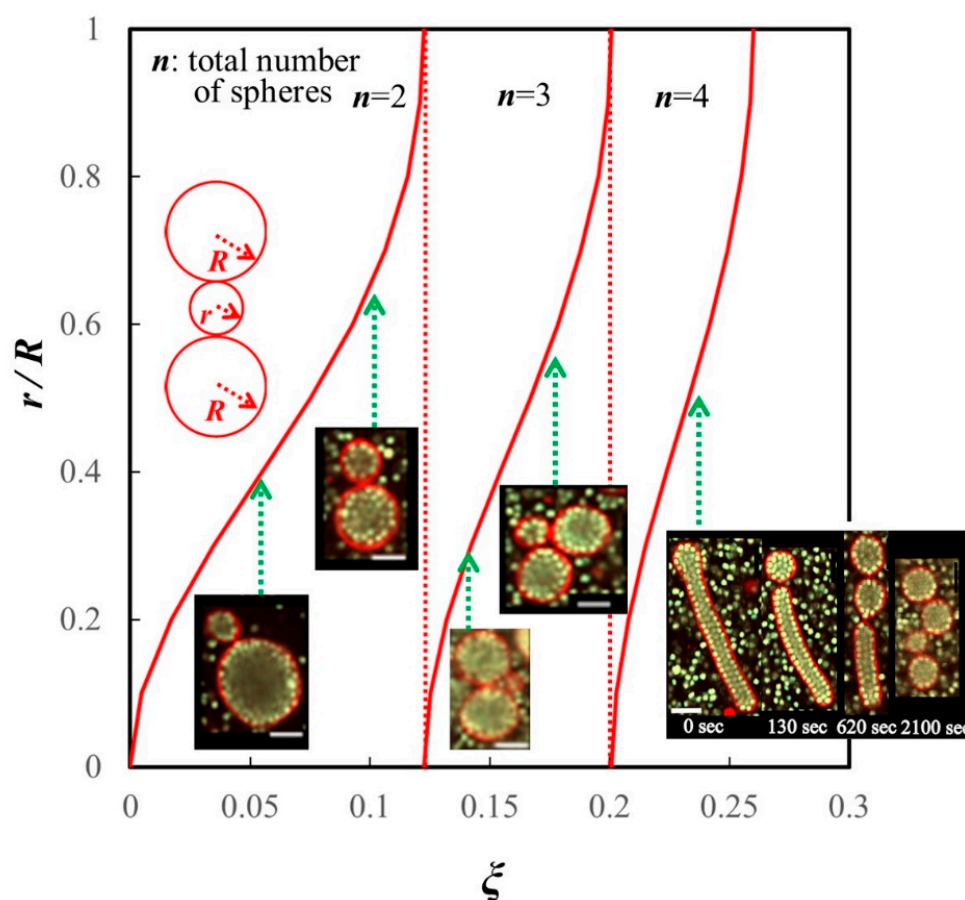 1
n: total number
of spheres
n=2
n=3
n=4
0.8
R
r
R
0.6
r / R
0.4
0.2
0 sec
130 sec
620 sec
2100 sec
0
0
0.05
0.1
0.15
0.2
0.25
0.3
ξ